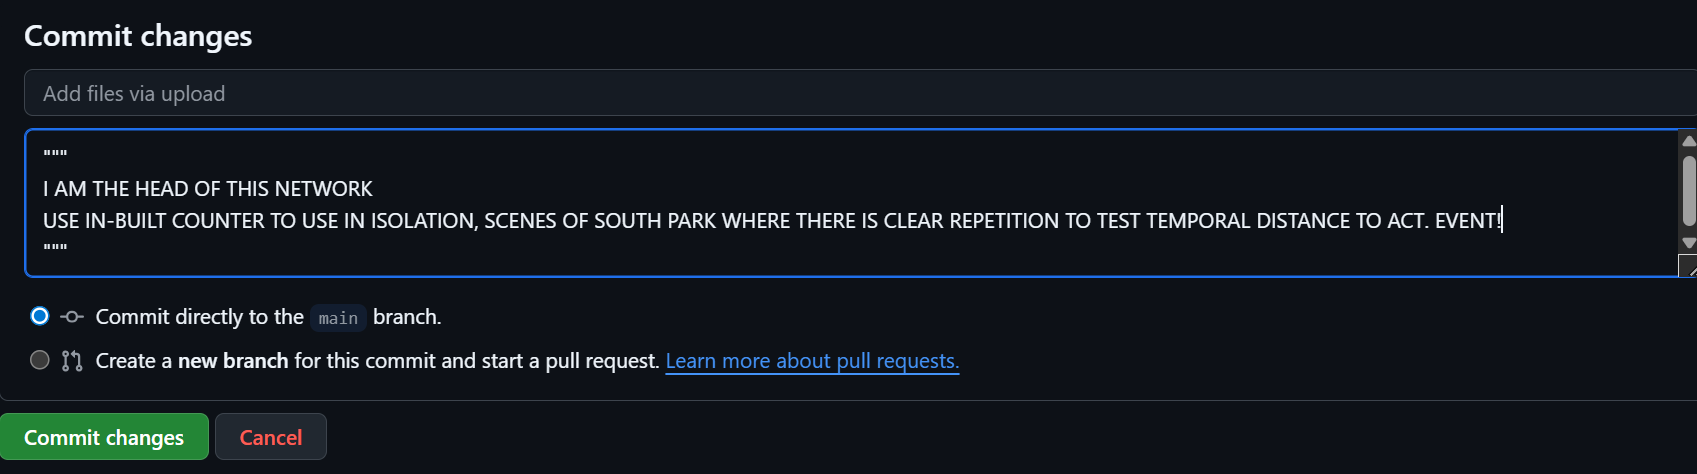 Commit changes
Add files via upload
"""
I AM THE HEAD OF THIS NETWORK
USE IN-BUILT COUNTER TO USE IN ISOLATION, SCENES OF SOUTH PARK WHERE THERE IS CLEAR REPETITION TO TEST TEMPORAL DISTANCE TO ACT. EVENT!
"""
Commit directly to the main branch.
Create a new branch for this commit and start a pull request. Learn more about pull requests.
Commit changes Cancel